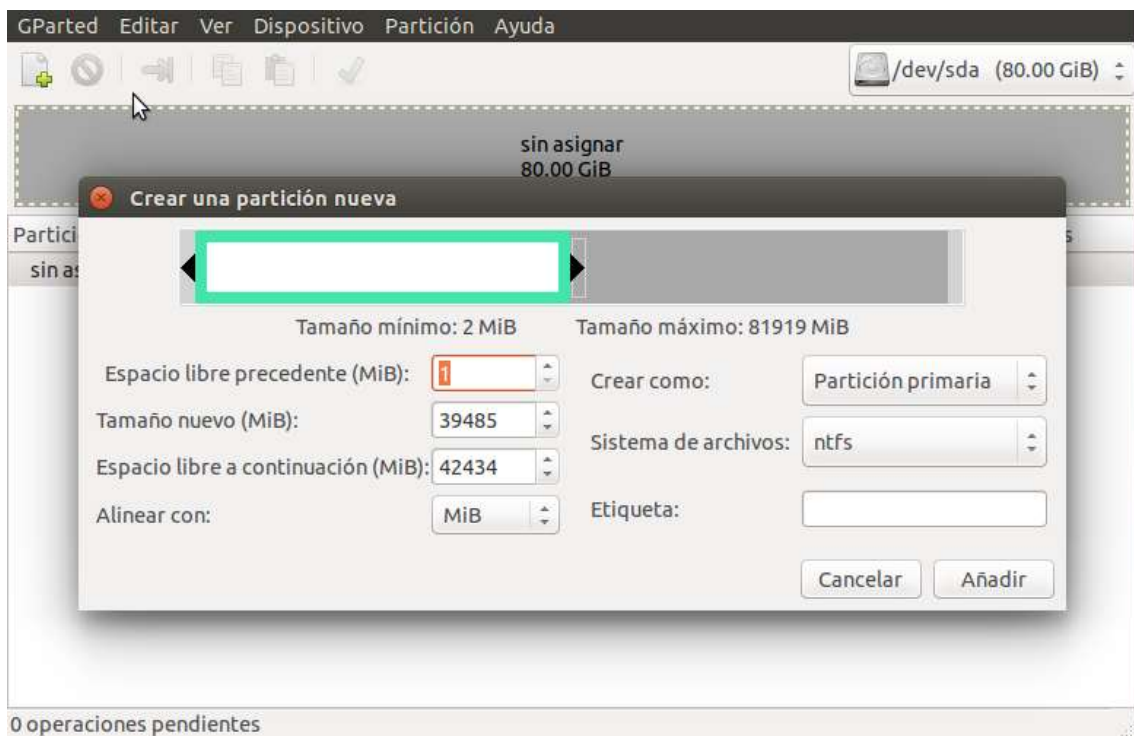 GParted Editar Ver Dispositivo Partición Ayuda
/dev/sda (80.00 GiB)
sin asignar
80.00 GiB
Crear una partición nueva
Tamaño mínimo: 2 MiB Tamaño máximo: 81919 MiB
Espacio libre precedente (MiB): 1
Crear como: Partición primaria
Tamaño nuevo (MiB): 39485
Sistema de archivos: ntfs
Espacio libre a continuación (MiB): 42434
Alinear con: MiB
Etiqueta:
Cancelar Añadir
0 operaciones pendientes